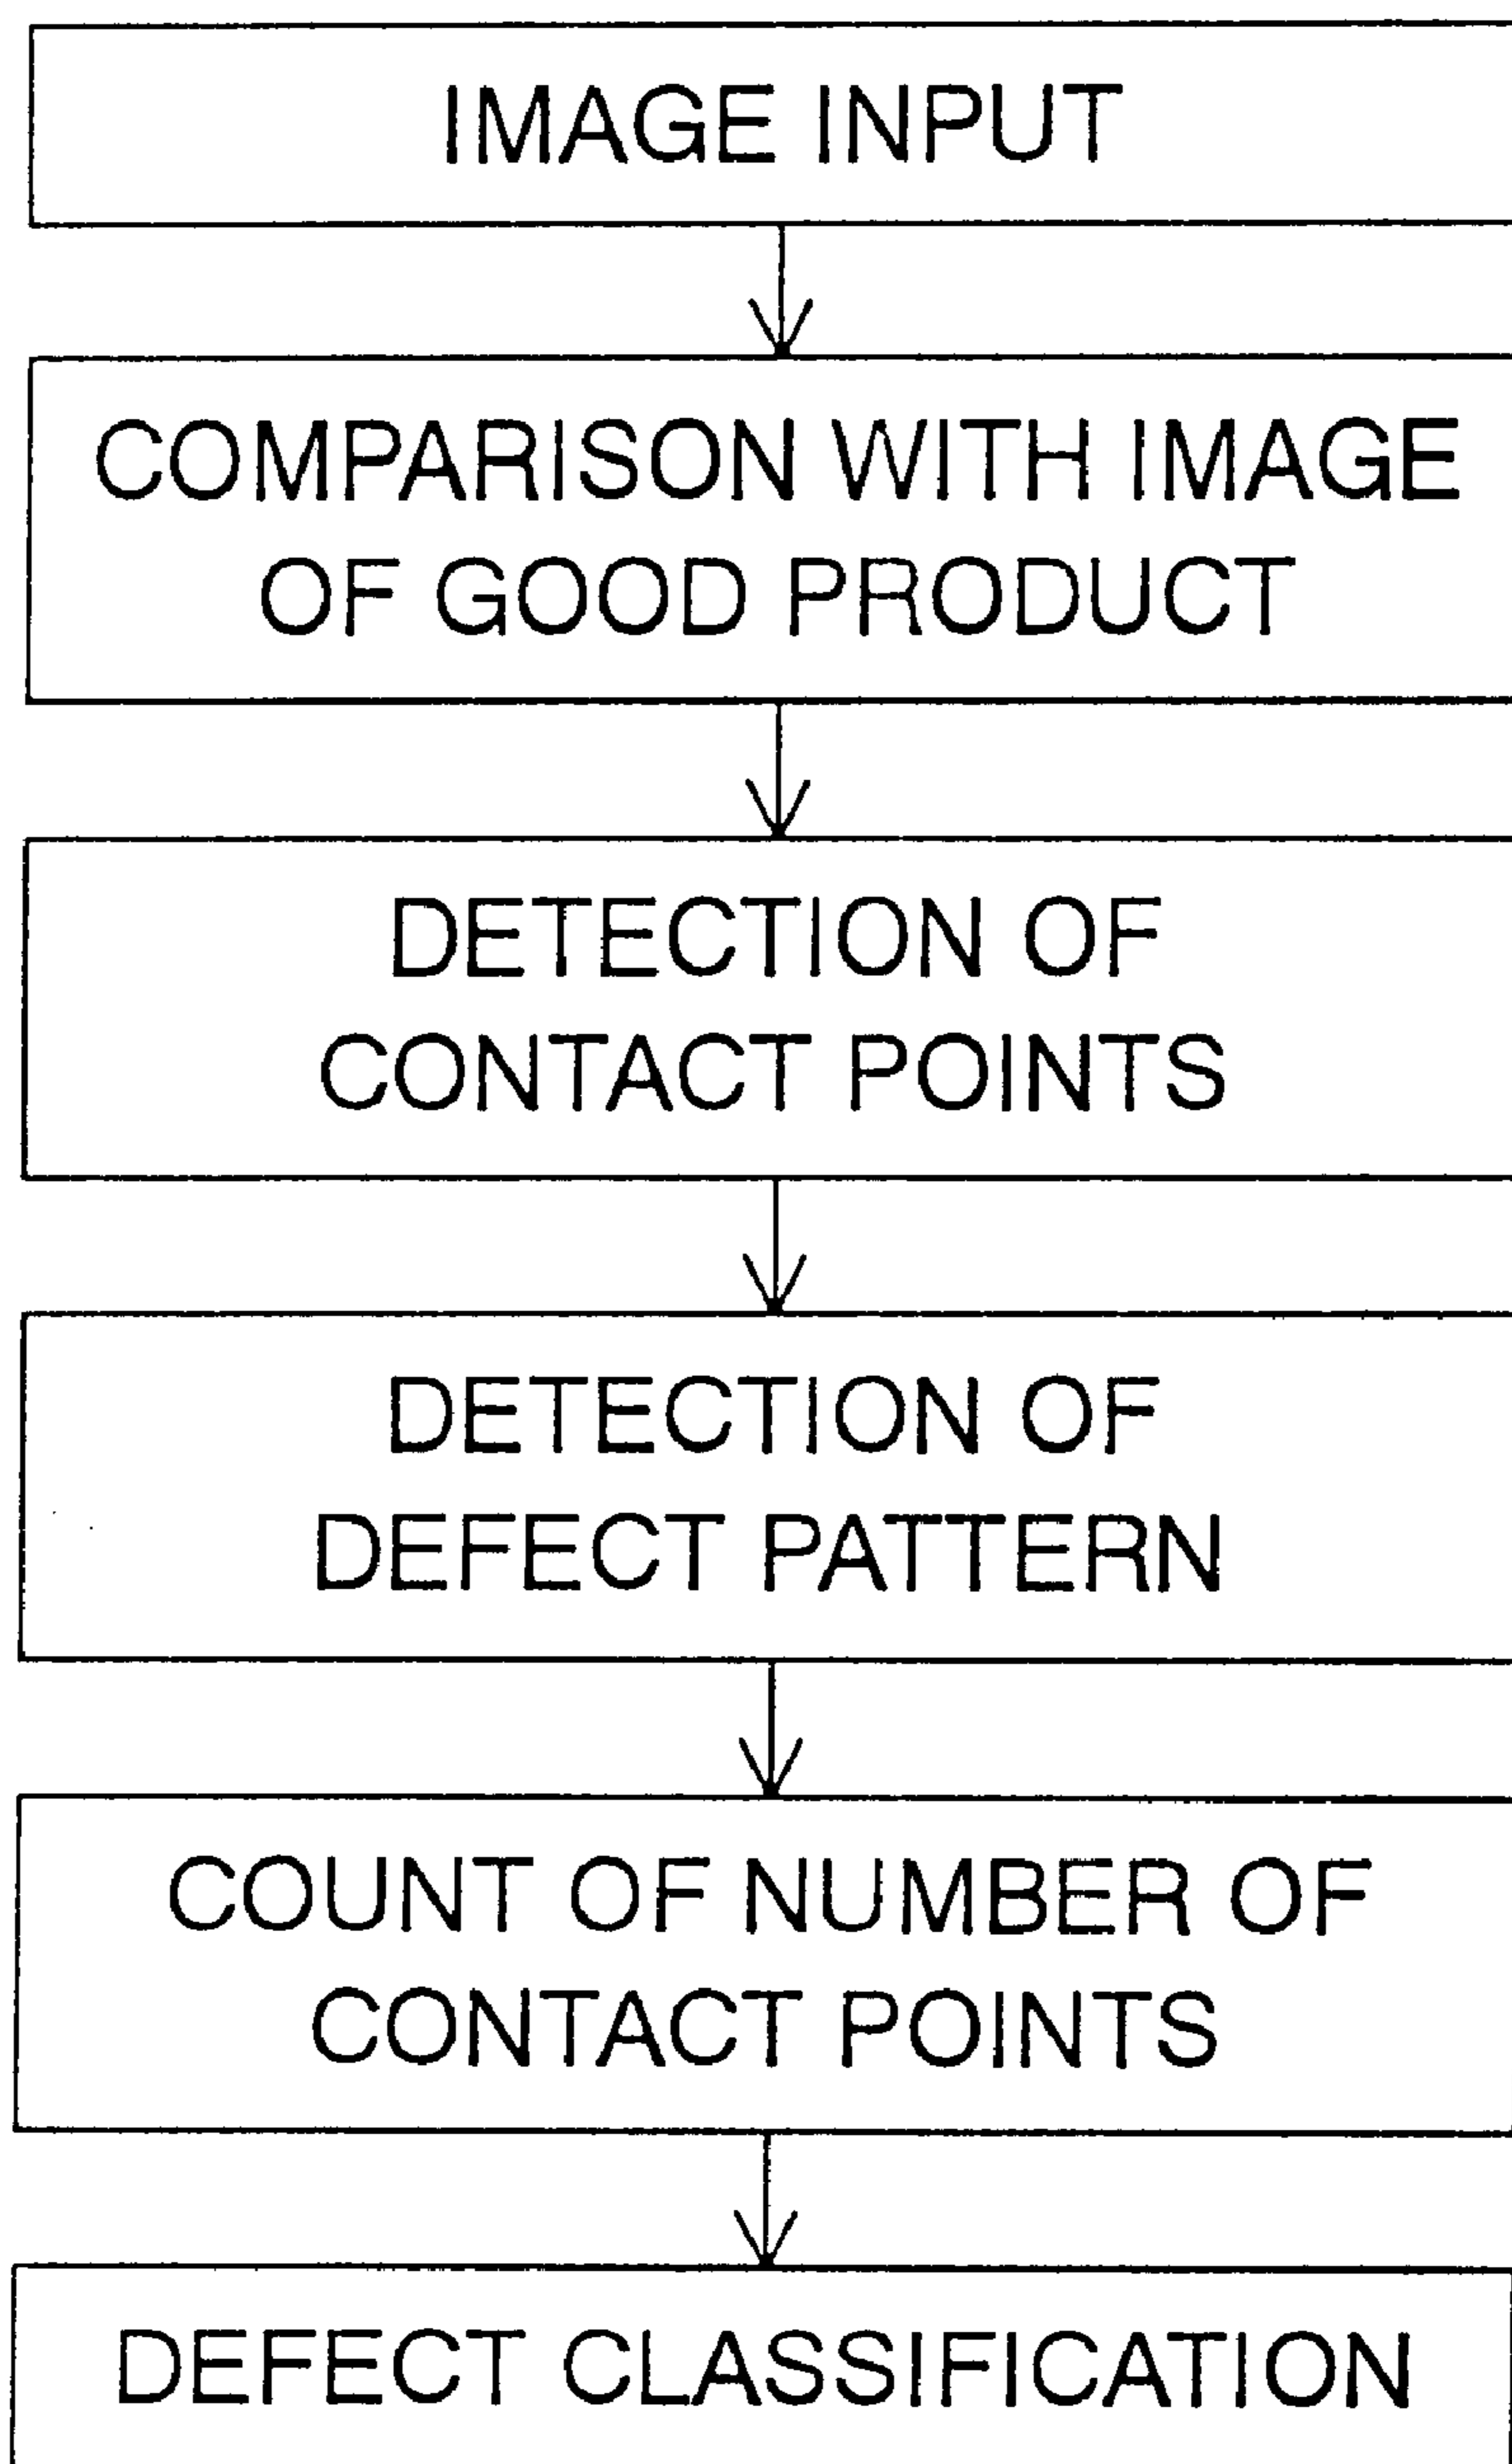 IMAGE INPUT
COMPARISON WITH IMAGE
OF GOOD PRODUCT
DETECTION OF
CONTACT POINTS
DETECTION OF
DEFECT PATTERN
COUNT OF NUMBER OF
CONTACT POINTS
DEFECT CLASSIFICATION